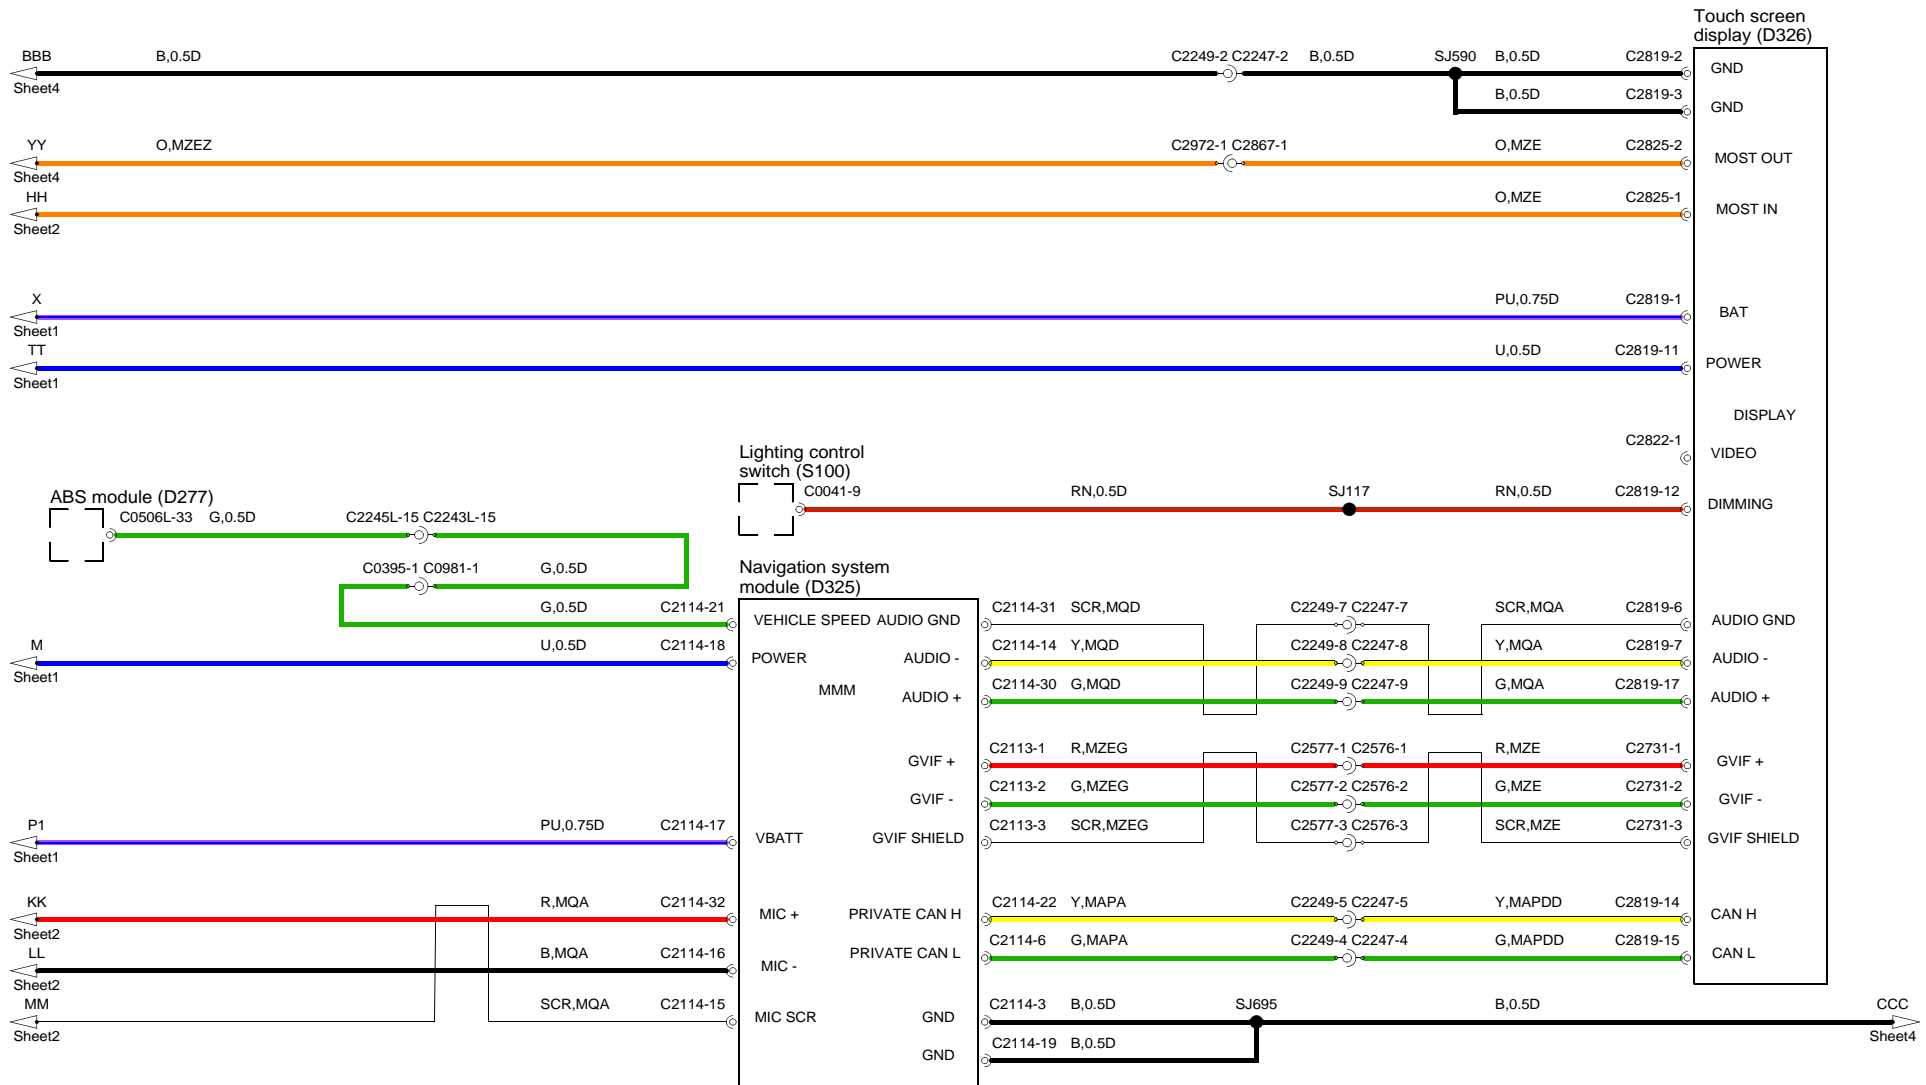 Touch screen
display (D326)
BBB B,0.5D C2249-2 C2247-2 B,0.5D SJ590 B,0.5D C2819-2
GND
Sheet4
B,0.5D C2819-3
GND
YY O,MZEZ C2972-1 C2867-1 O,MZE C2825-2
MOST OUT
Sheet4
HH O,MZE C2825-1
MOST IN
Sheet2
X PU,0.75D C2819-1
BAT
Sheet1
TT U,0.5D C2819-11
POWER
Sheet1
DISPLAY
C2822-1
VIDEO
Lighting control
switch (S100)
C0041-9 RN,0.5D SJ117 RN,0.5D C2819-12
DIMMING
ABS module (D277)
C0506L-33 G,0.5D C2245L-15 C2243L-15
C0395-1 C0981-1 G,0.5D
Navigation system
module (D325)
G,0.5D C2114-21 C2114-31 SCR,MQD C2249-7 C2247-7 SCR,MQA C2819-6
VEHICLE SPEED AUDIO GND AUDIO GND
M U,0.5D C2114-18 C2114-14 Y,MQD C2249-8 C2247-8 Y,MQA C2819-7
POWER AUDIO - AUDIO -
Sheet1
MMM C2114-30 G,MQD C2249-9 C2247-9 G,MQA C2819-17
AUDIO + AUDIO +
C2113-1 R,MZEG C2577-1 C2576-1 R,MZE C2731-1
GVIF + GVIF +
C2113-2 G,MZEG C2577-2 C2576-2 G,MZE C2731-2
GVIF - GVIF -
P1 PU,0.75D C2114-17 C2113-3 SCR,MZEG C2577-3 C2576-3 SCR,MZE C2731-3
VBATT GVIF SHIELD GVIF SHIELD
Sheet1
KK R,MQA C2114-32 C2114-22 Y,MAPA C2249-5 C2247-5 Y,MAPDD C2819-14
MIC + PRIVATE CAN H CAN H
Sheet2
LL B,MQA C2114-16 C2114-6 G,MAPA C2249-4 C2247-4 G,MAPDD C2819-15
MIC - PRIVATE CAN L CAN L
Sheet2
MM SCR,MQA C2114-15 C2114-3 B,0.5D SJ695 B,0.5D CCC
MIC SCR GND
Sheet2 Sheet4
C2114-19 B,0.5D
GND